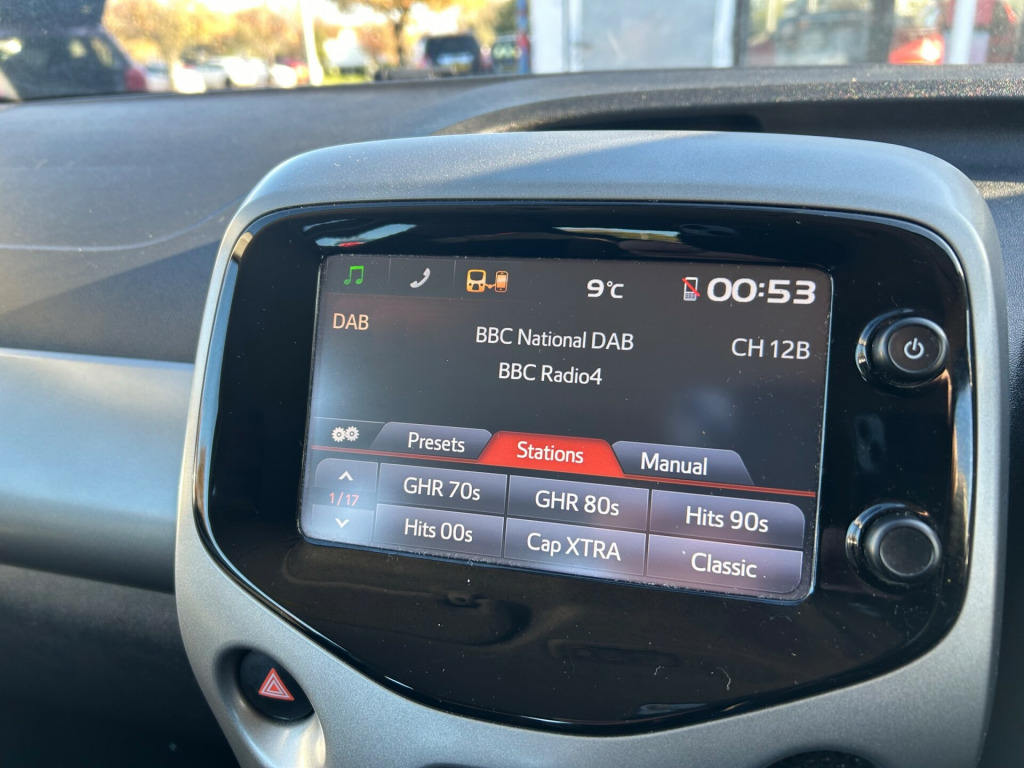 9℃ 00:53
DAB
BBC National DAB
CH 12B
BBC Radio4
Presets Stations Manual
1/17
GHR 70s GHR 80s Hits 90s
Hits 00s Cap XTRA Classic